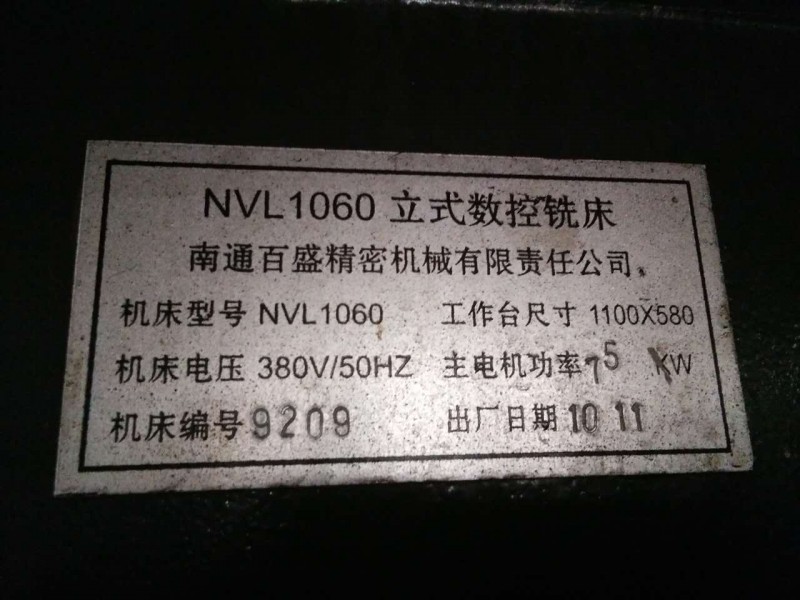 NVL1060 立式数控铣床
南通百盛精密机械有限责任公司
机床型号 NVL1060 工作台尺寸 1100X580
机床电压 380V/50HZ 主电机功率 75 KW
机床编号 9209 出厂日期 10 11